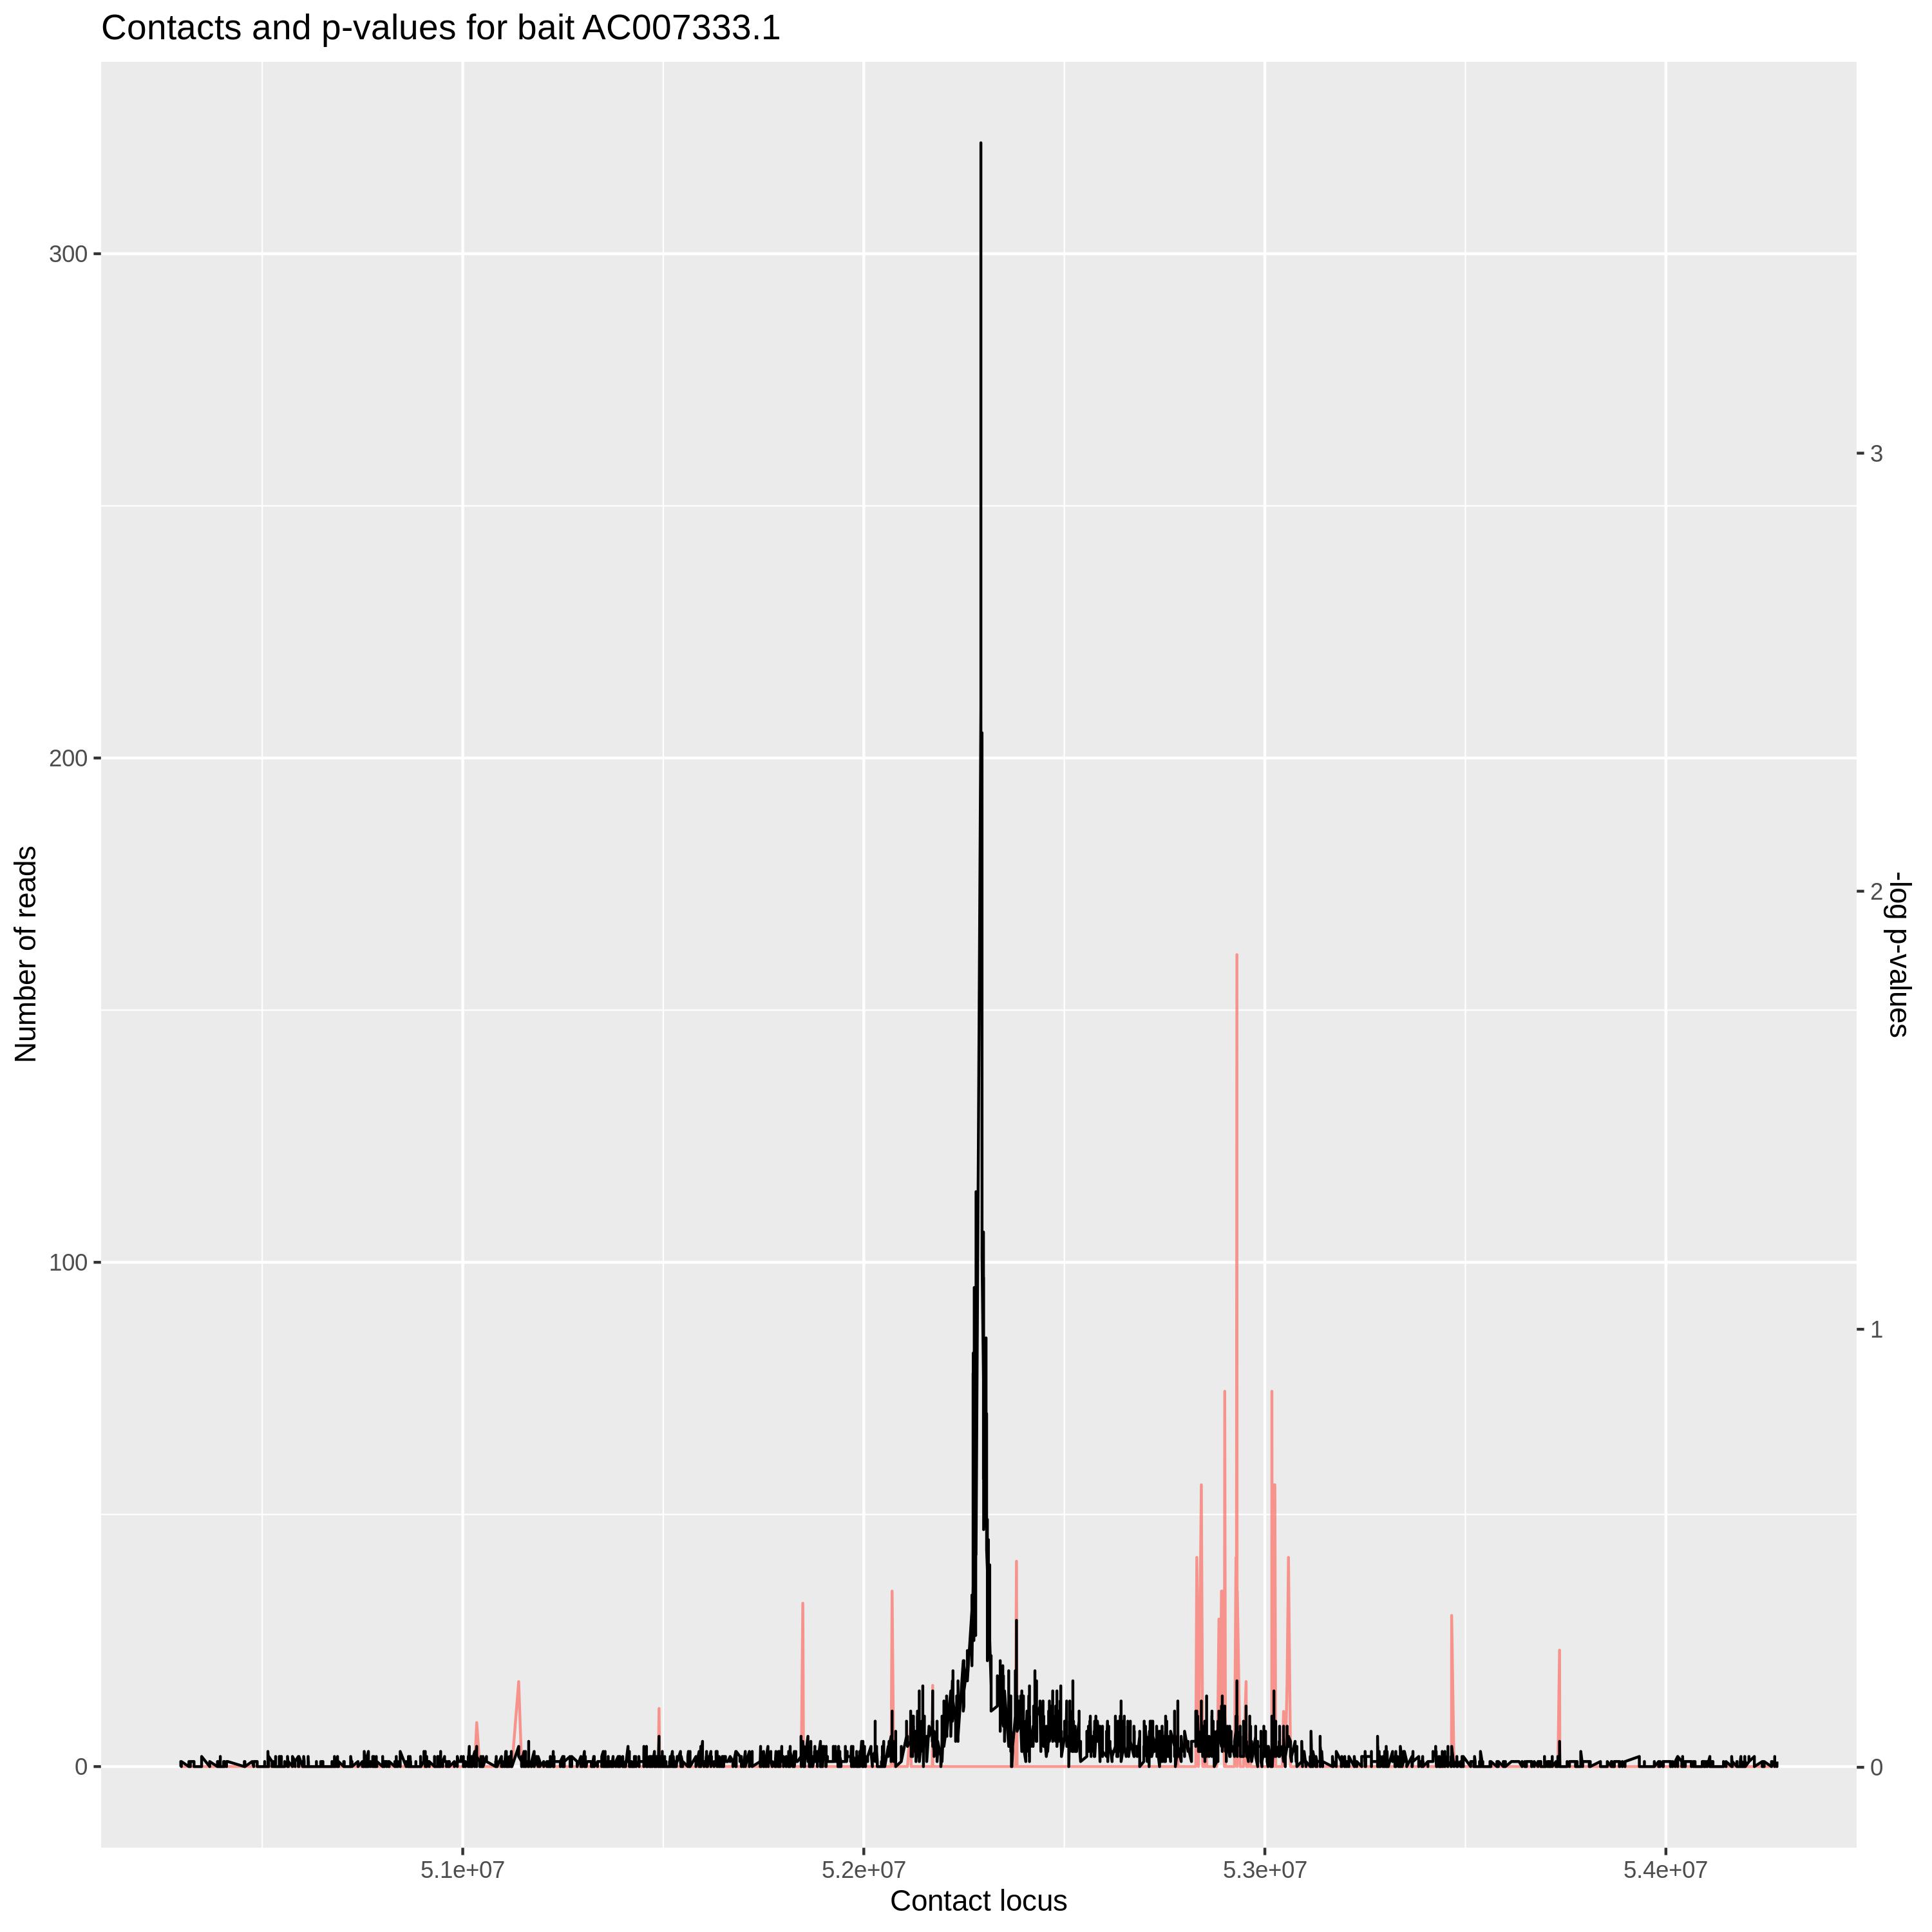 Contacts and p-values for bait AC007333.1
300
200
100
0
Number of reads
3
2
1
0
-log p-values
5.1e+07 5.2e+07 5.3e+07 5.4e+07
Contact locus